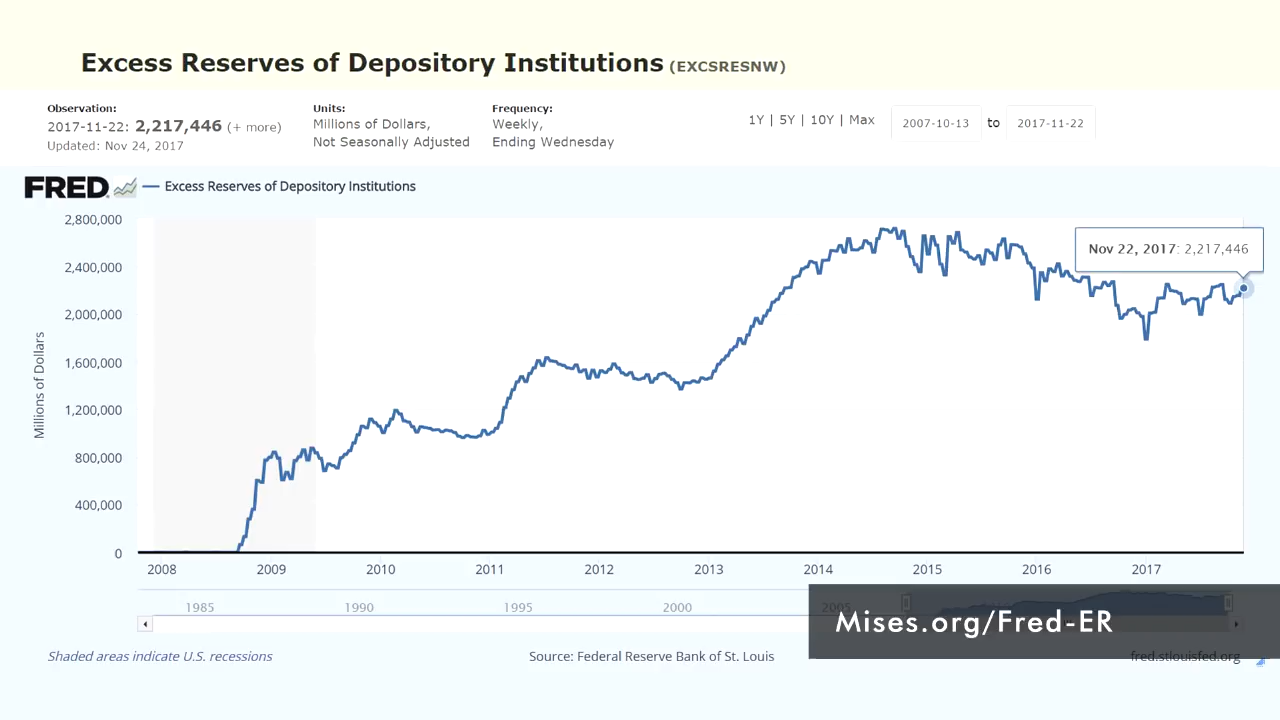 Excess Reserves of Depository Institutions (EXCSRESNW)
Observation:
2017-11-22: 2,217,446 (+ more)
Updated: Nov 24, 2017
Units:
Millions of Dollars,
Not Seasonally Adjusted
Frequency:
Weekly,
Ending Wednesday
1Y | 5Y | 10Y | Max
2007-10-13 to 2017-11-22
FRED Excess Reserves of Depository Institutions
Nov 22, 2017: 2,217,446
Millions of Dollars
2,800,000
2,400,000
2,000,000
1,600,000
1,200,000
800,000
400,000
0
2008 2009 2010 2011 2012 2013 2014 2015 2016 2017
1985 1990 1995 2000 2005
Mises.org/Fred-ER
Shaded areas indicate U.S. recessions
Source: Federal Reserve Bank of St. Louis
fred.stlouisfed.org